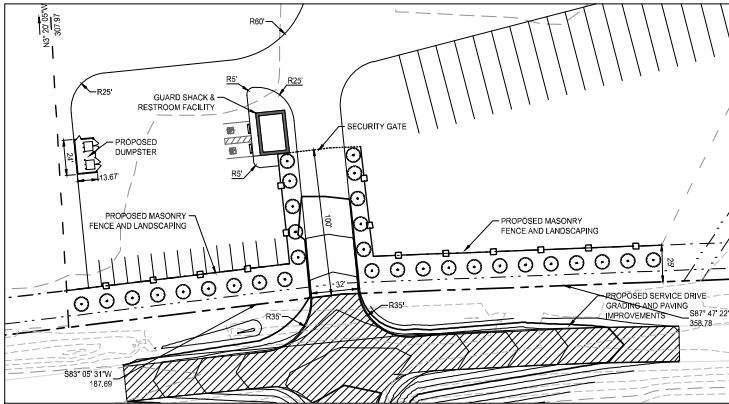 N3° 20' 05"W
307.97
R60'
R25'
R5'
R25'
GUARD SHACK &
RESTROOM FACILITY
SECURITY GATE
PROPOSED
DUMPSTER
24'
13.67'
R5'
100'
PROPOSED MASONRY
FENCE AND LANDSCAPING
PROPOSED MASONRY
FENCE AND LANDSCAPING
29'
32'
R35'
R35'
PROPOSED SERVICE DRIVE
GRADING AND PAVING
IMPROVEMENTS
S87° 47' 22"
358.78
S83° 05' 31"W
187.69